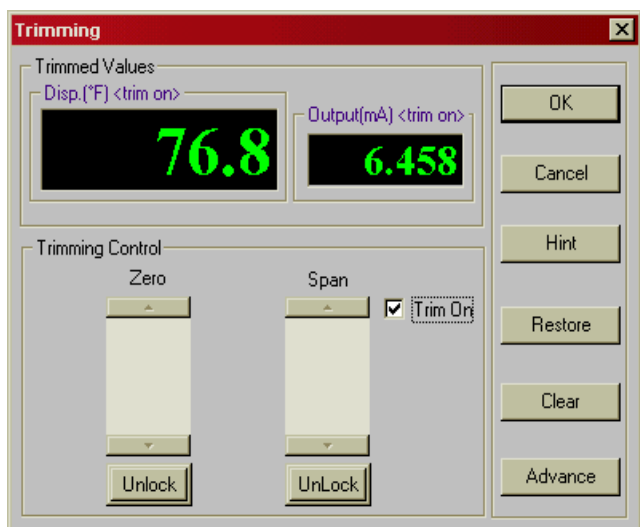 Trimming
Trimmed Values
Disp.(°F) <trim on>
76.8
Output(mA) <trim on>
6.458
OK
Cancel
Hint
Restore
Clear
Advance
Trimming Control
Zero
Span
Trim On
Unlock
UnLock